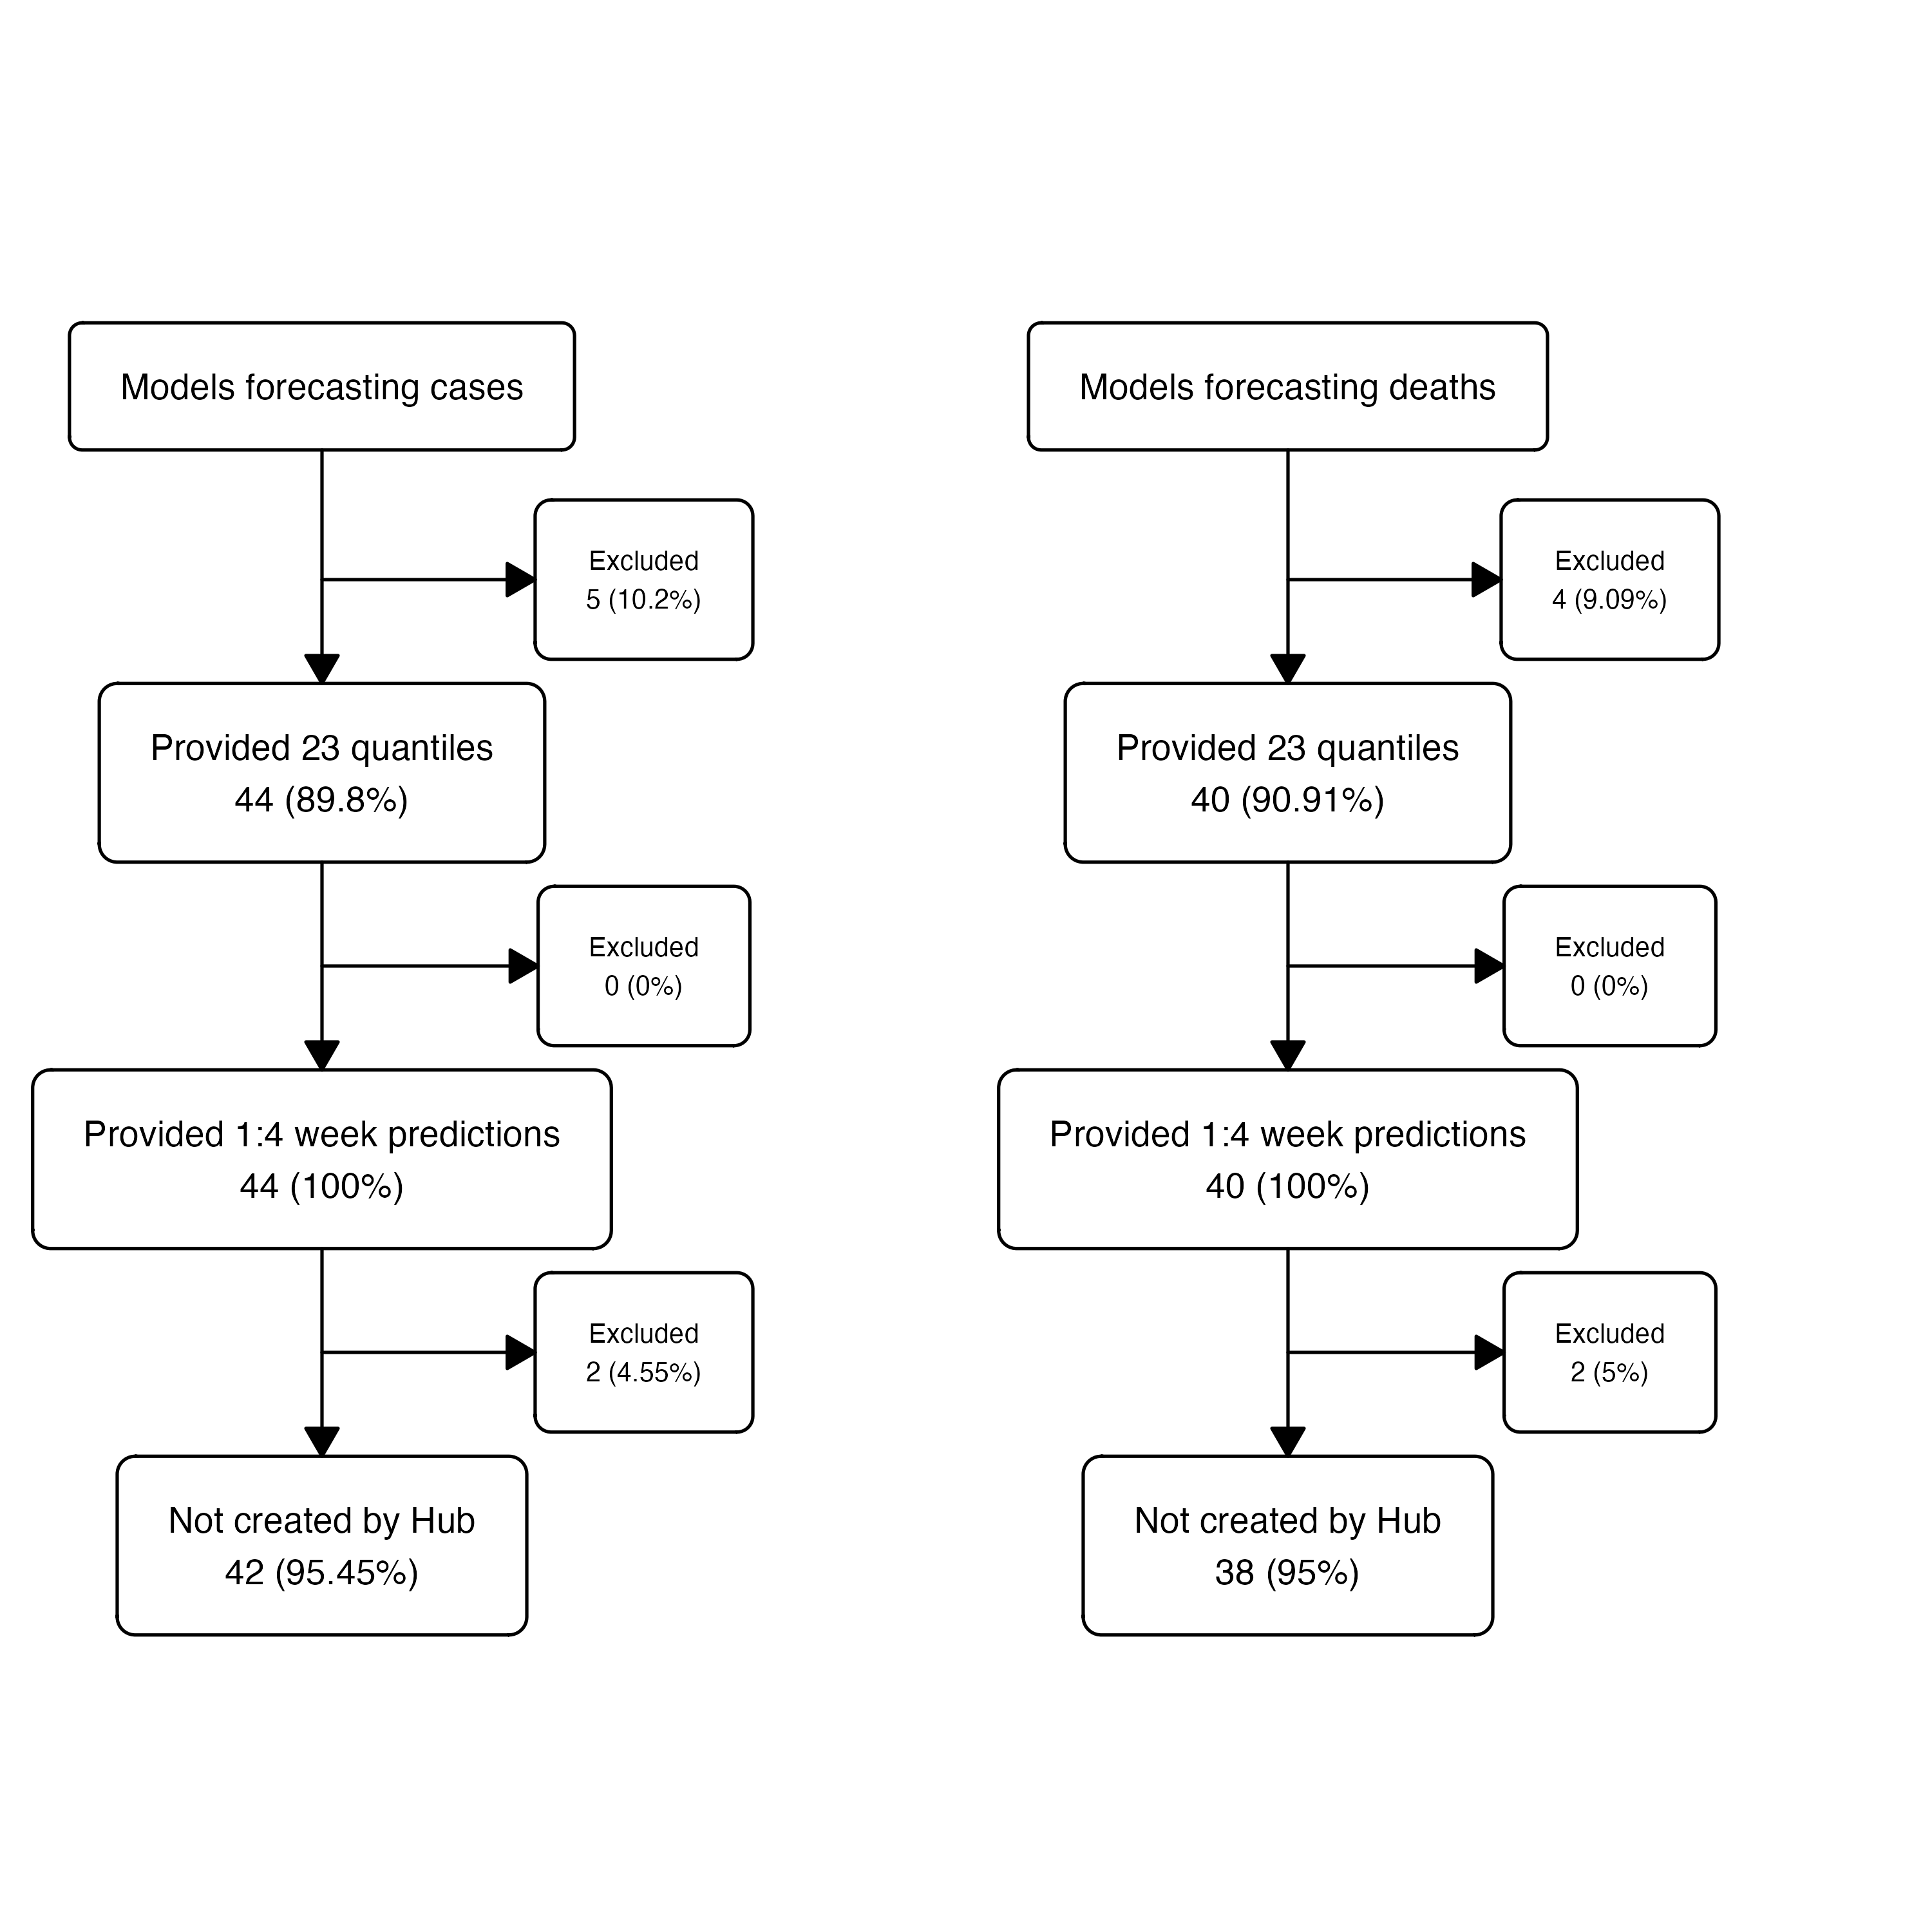 Models forecasting cases
Excluded
5 (10.2%)
Provided 23 quantiles
44 (89.8%)
Excluded
0 (0%)
Provided 1:4 week predictions
44 (100%)
Excluded
2 (4.55%)
Not created by Hub
42 (95.45%)
Models forecasting deaths
Excluded
4 (9.09%)
Provided 23 quantiles
40 (90.91%)
Excluded
0 (0%)
Provided 1:4 week predictions
40 (100%)
Excluded
2 (5%)
Not created by Hub
38 (95%)